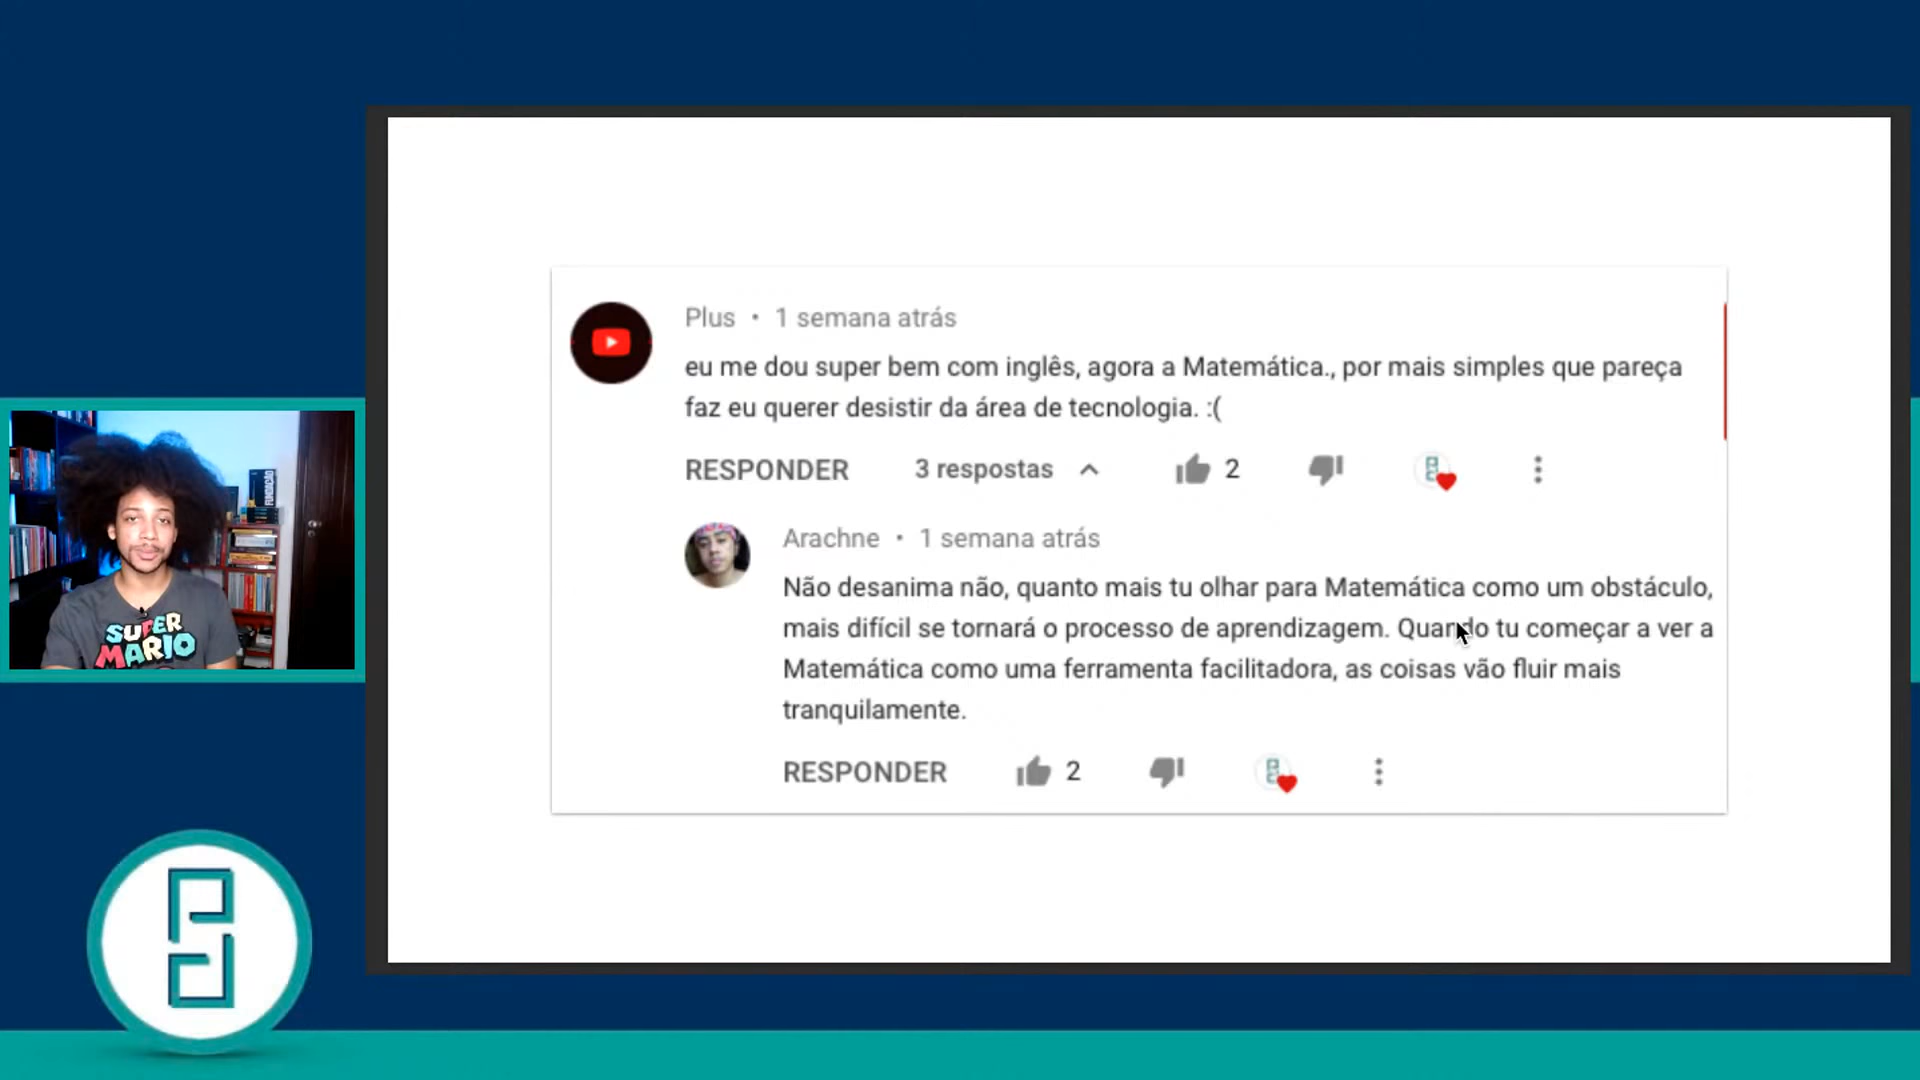 Plus • 1 semana atrás
eu me dou super bem com inglês, agora a Matemática., por mais simples que pareça
faz eu querer desistir da área de tecnologia. :(
RESPONDER 3 respostas 2
Arachne • 1 semana atrás
Não desanima não, quanto mais tu olhar para Matemática como um obstáculo,
mais difícil se tornará o processo de aprendizagem. Quando tu começar a ver a
Matemática como uma ferramenta facilitadora, as coisas vão fluir mais
tranquilamente.
RESPONDER 2
FUNDAÇÃO
SUPER
MARIO